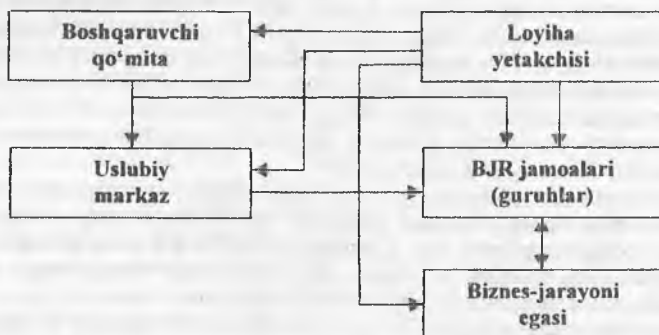 Boshqaruvchi
qo‘mita
Loyiha
yetakchisi
Uslubiy
markaz
BJR jamoalari
(guruhlar)
Biznes-jarayoni
egasi